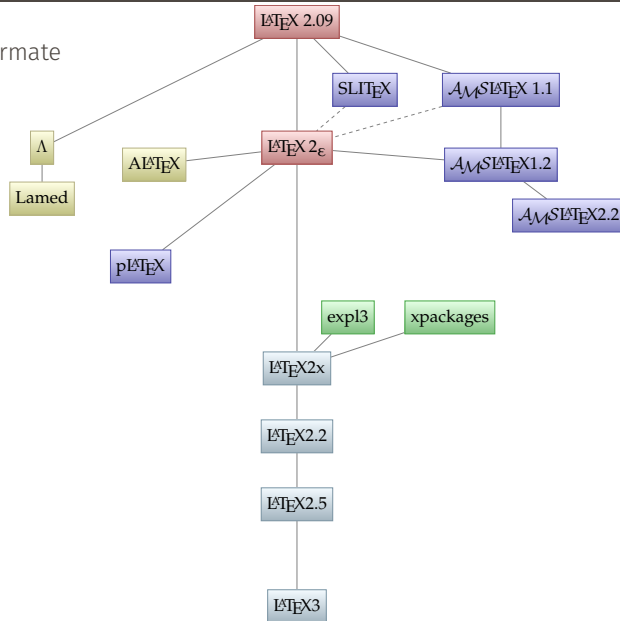 LATEX 2.09
rmate
SLITEX
AMSLATEX 1.1
Λ
ALATEX
LATEX 2ε
AMSLATEX1.2
Lamed
AMSLATEX2.2
pLATEX
expl3
xpackages
LATEX2x
LATEX2.2
LATEX2.5
LATEX3